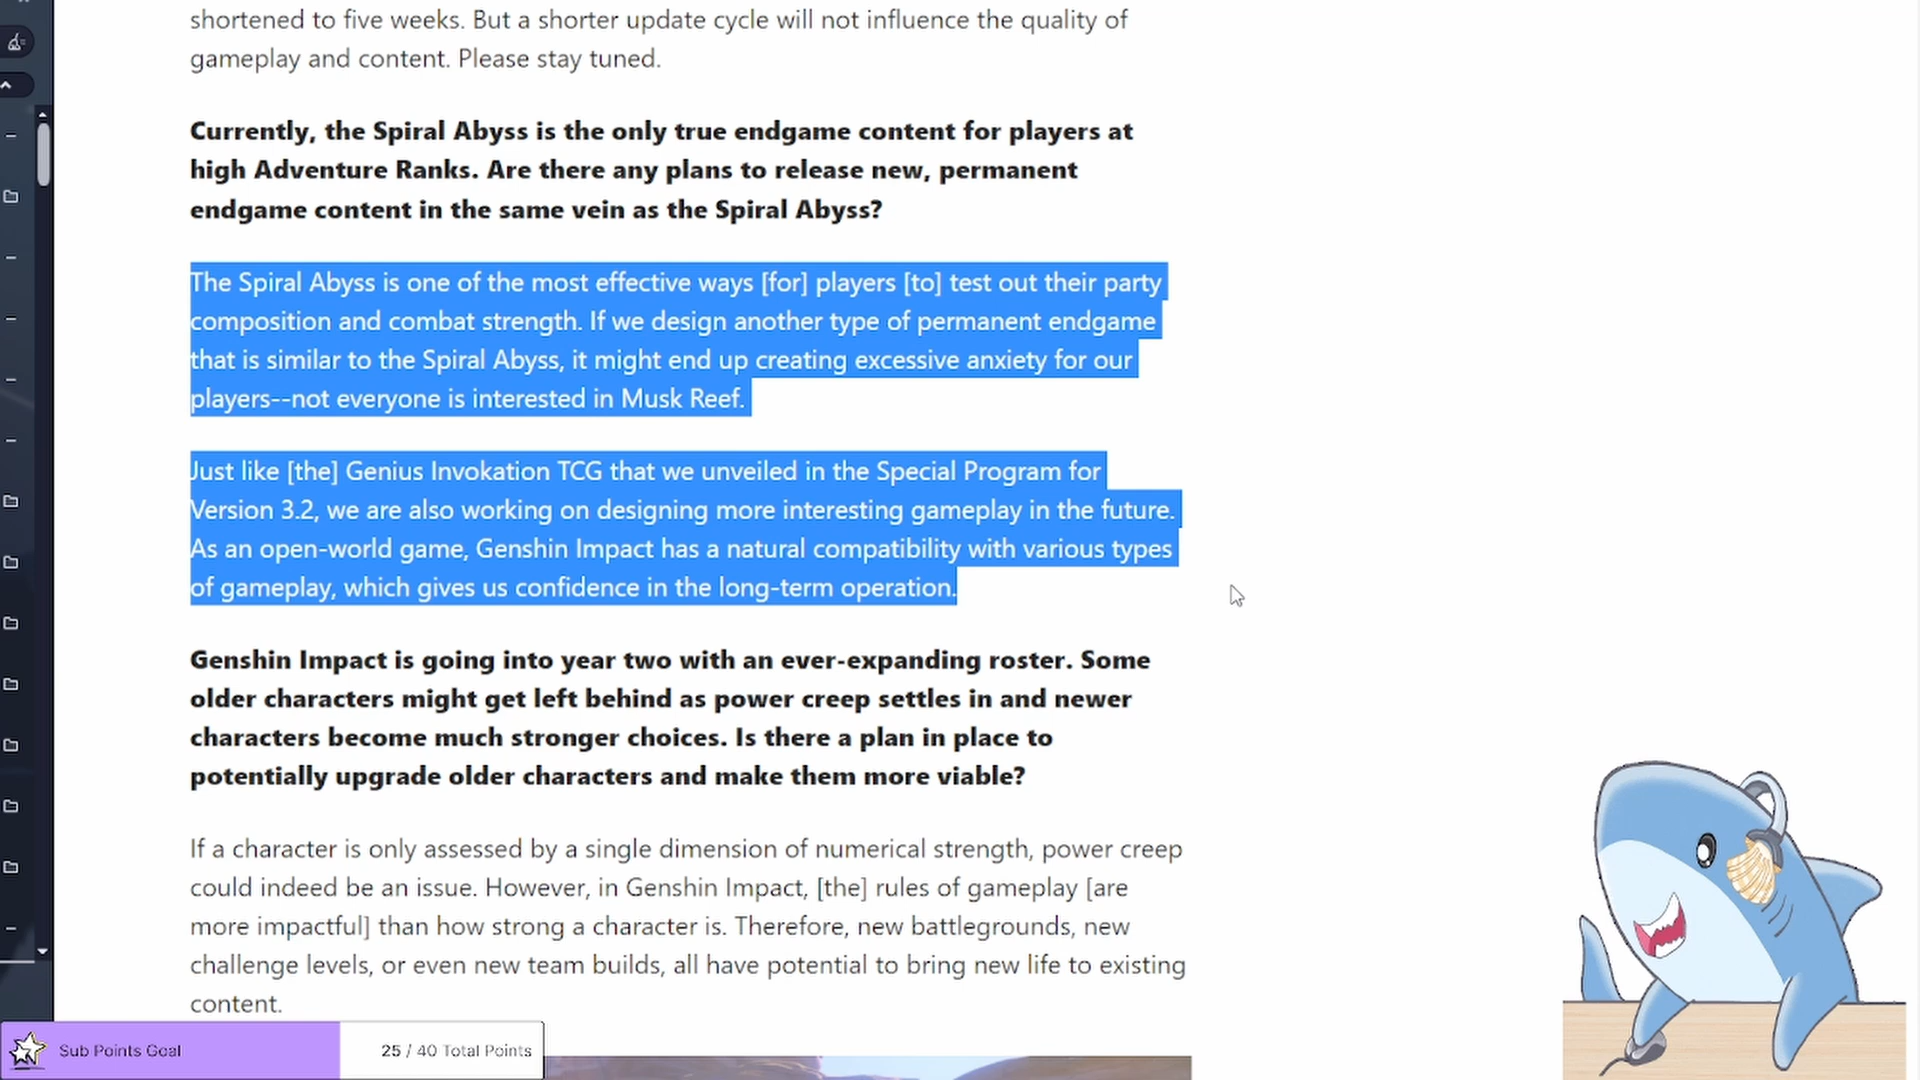 shortened to five weeks. But a shorter update cycle will not influence the quality of
gameplay and content. Please stay tuned.
Currently, the Spiral Abyss is the only true endgame content for players at
high Adventure Ranks. Are there any plans to release new, permanent
endgame content in the same vein as the Spiral Abyss?
The Spiral Abyss is one of the most effective ways [for] players [to] test out their party
composition and combat strength. If we design another type of permanent endgame
that is similar to the Spiral Abyss, it might end up creating excessive anxiety for our
players--not everyone is interested in Musk Reef.
Just like [the] Genius Invokation TCG that we unveiled in the Special Program for
Version 3.2, we are also working on designing more interesting gameplay in the future.
As an open-world game, Genshin Impact has a natural compatibility with various types
of gameplay, which gives us confidence in the long-term operation.
Genshin Impact is going into year two with an ever-expanding roster. Some
older characters might get left behind as power creep settles in and newer
characters become much stronger choices. Is there a plan in place to
potentially upgrade older characters and make them more viable?
If a character is only assessed by a single dimension of numerical strength, power creep
could indeed be an issue. However, in Genshin Impact, [the] rules of gameplay [are
more impactful] than how strong a character is. Therefore, new battlegrounds, new
challenge levels, or even new team builds, all have potential to bring new life to existing
content.
Sub Points Goal 25 / 40 Total Points